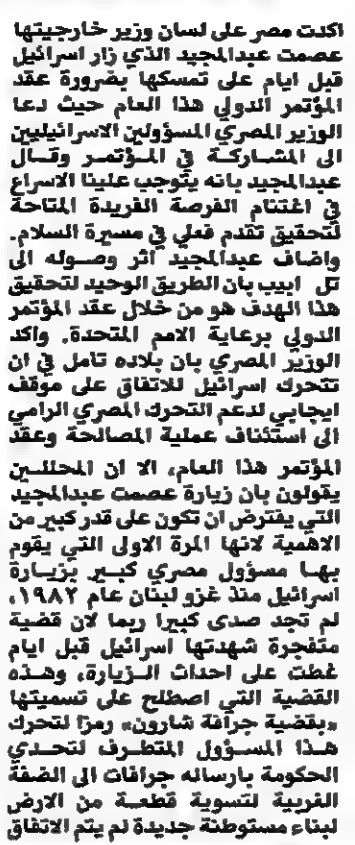 اكدت مصر على لسان وزير خارجيتها
عصمت عبدالمجيد الذي زار اسرائيل
قبل ايام على تمسكها بضرورة عقد
المؤتمر الدولي هذا العام حيث دعا
الوزير المصري المسؤولين الاسرائيليين
الى المشاركة في المؤتمر وقال
عبدالمجيد بانه يتوجب علينا الاسراع
في اغتنام الفرصة الفريدة المتاحة
لتحقيق تقدم فعلي في مسيرة السلام.
واضاف عبدالمجيد اثر وصوله الى
تل ابيب بان الطريق الوحيد لتحقيق
هذا الهدف هو من خلال عقد المؤتمر
الدولي برعاية الامم المتحدة. واكد
الوزير المصري بان بلاده تأمل في ان
تتحرك اسرائيل للاتفاق على موقف
ايجابي لدعم التحرك المصري الرامي
الى استئناف عملية المصالحة وعقد
المؤتمر هذا العام، الا ان المحللين
يقولون بان زيارة عصمت عبدالمجيد
التي يفترض ان تكون على قدر كبير من
الاهمية لانها المرة الاولى التي يقوم
بها مسؤول مصري كبير بزيارة
اسرائيل منذ غزو لبنان عام ١٩٨٢،
لم تجد صدى كبيرا ربما لان قضية
متفجرة شهدتها اسرائيل قبل ايام
غطت على احداث الزيارة، وهذه
القضية التي اصطلح على تسميتها
«بقضية جرافة شارون» رمزا لتحرك
هذا المسؤول المتطرف لتحدي
الحكومة بارساله جرافات الى الضفة
الغربية لتسوية قطعة من الارض
لبناء مستوطنة جديدة لم يتم الاتفاق